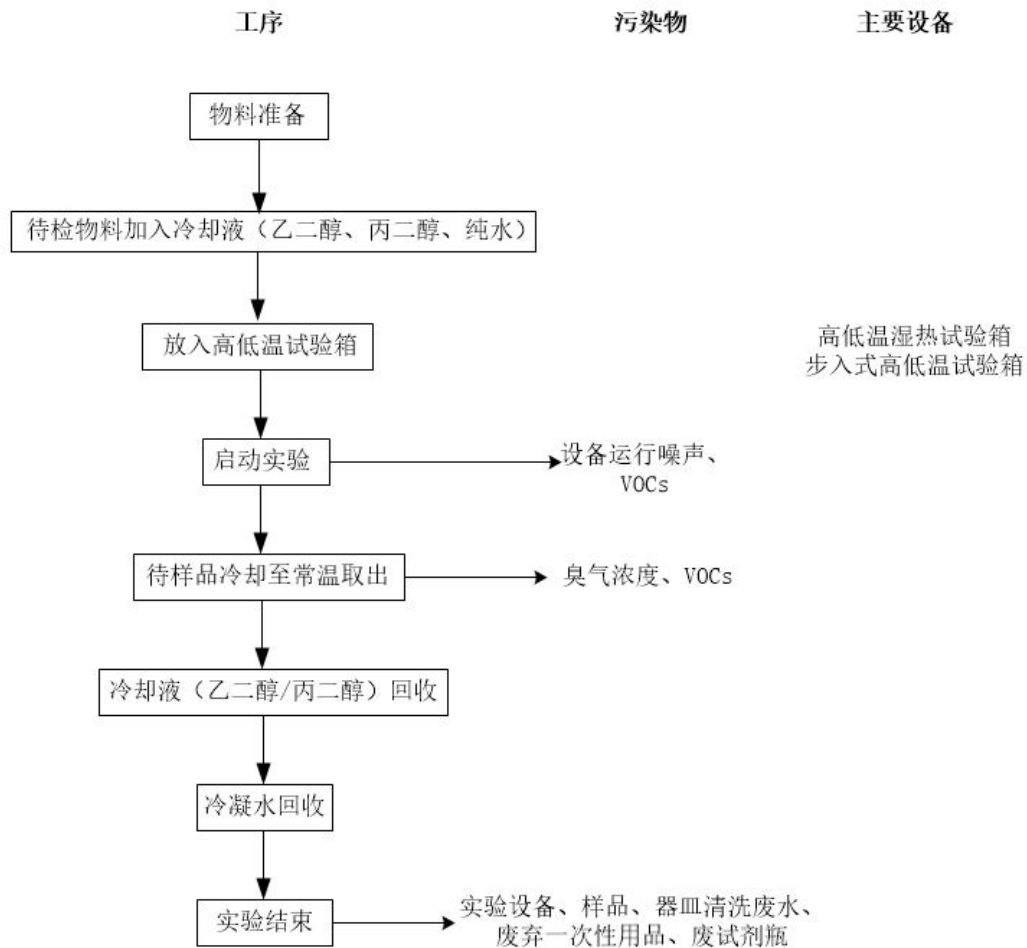 工序 污染物 主要设备
物料准备
待检物料加入冷却液（乙二醇、丙二醇、纯水）
放入高低温试验箱
高低温湿热试验箱
步入式高低温试验箱
启动实验
设备运行噪声、
VOCs
待样品冷却至常温取出
臭气浓度、VOCs
冷却液（乙二醇/丙二醇）回收
冷凝水回收
实验结束
实验设备、样品、器皿清洗废水、
废弃一次性用品、废试剂瓶